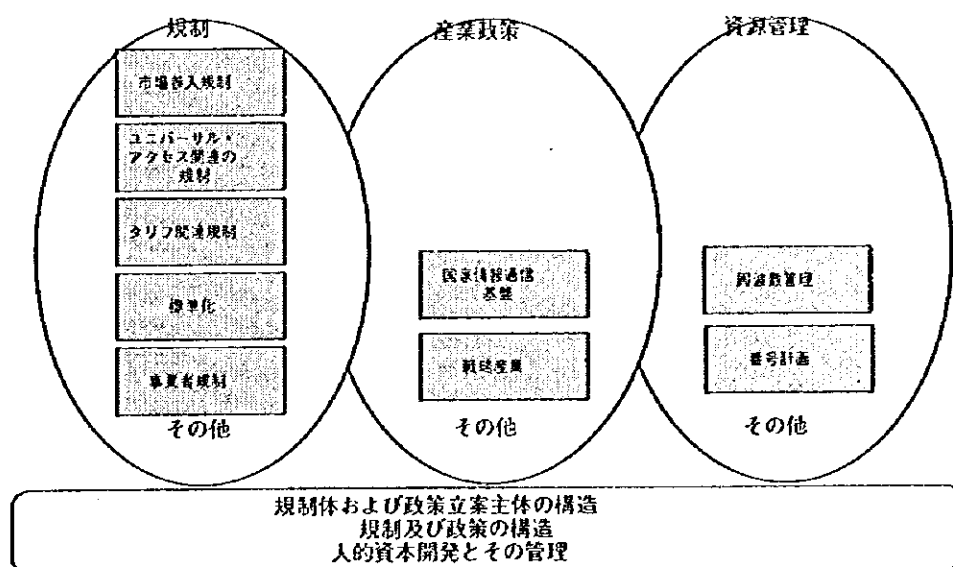 規制
市場参入規制
ユニバーサル・
アクセス関連の
規制
タリフ関連規制
標準化
事業者規制
その他
産業政策
国家情報通信
基盤
戦略産業
その他
資源管理
周波数管理
番号計画
その他
規制体および政策立案主体の構造
規制及び政策の構造
人的資本開発とその管理